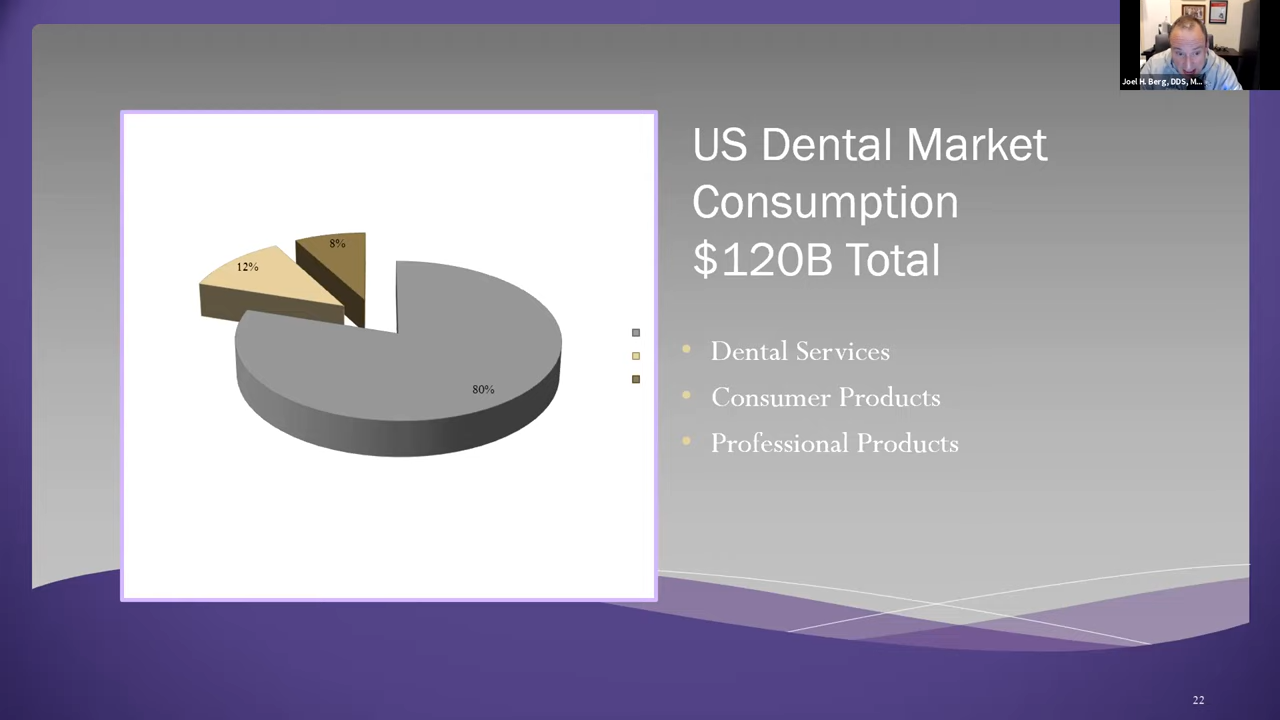 Joel H. Berg, DDS, M...
US Dental Market
Consumption
$120B Total
8%
12%
80%
Dental Services
Consumer Products
Professional Products
22